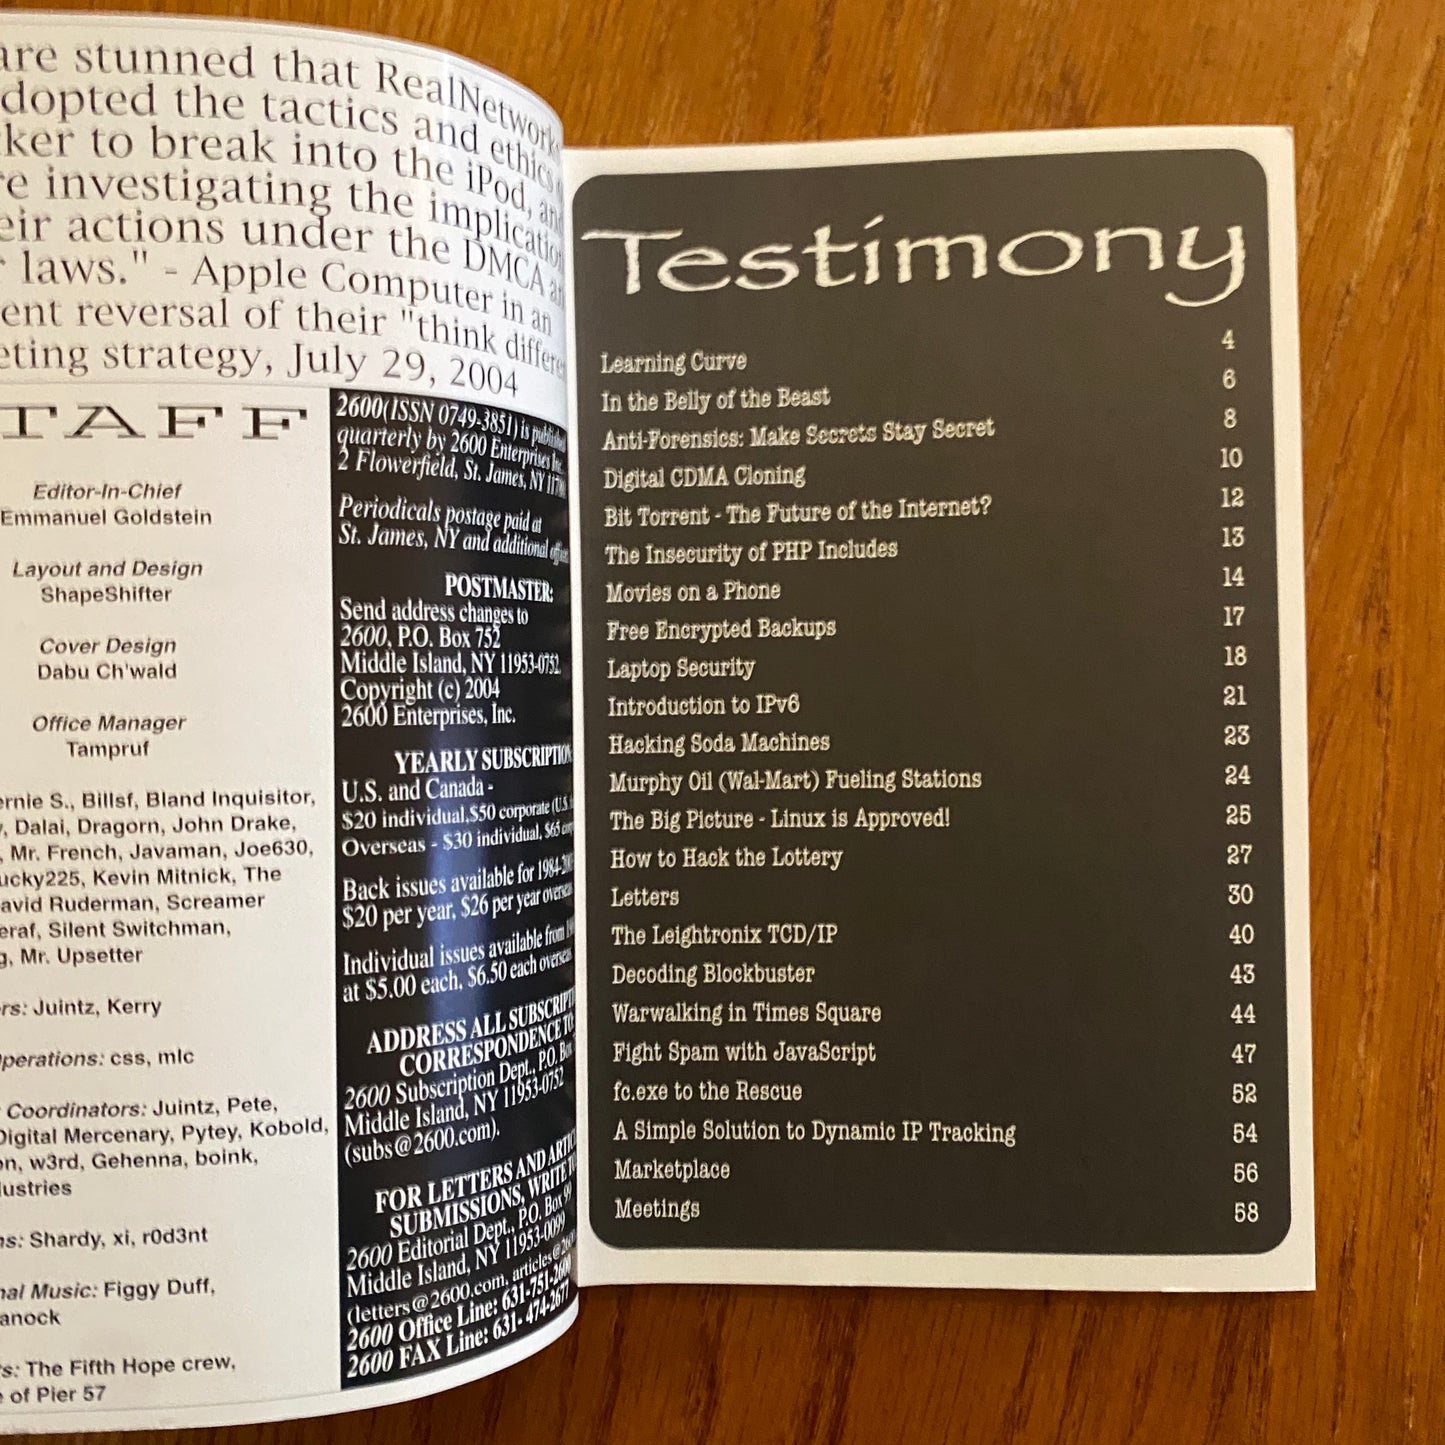 are stunned that RealNetworks
dopted the tactics and ethics
ker to break into the iPod, and
re investigating the
eir actions under the DMCA
laws." - Apple Computer in an
ent reversal of their "think
eting strategy, July 29, 2004
TAFF
Editor-In-Chief
Emmanuel Goldstein
Layout and Design
ShapeShifter
Cover Design
Dabu Ch'wald
Office Manager
Tampruf
ernie S., Billsf, Bland Inquisitor,
, Dalai, Dragorn, John Drake,
, Mr. French, Javaman, Joe630,
ucky225, Kevin Mitnick, The
avid Ruderman, Screamer
eraf, Silent Switchman,
g, Mr. Upsetter
rs: Juintz, Kerry
perations: css, mlc
Coordinators: Juintz, Pete,
Digital Mercenary, Pytey, Kobold,
on, w3rd, Gehenna, boink,
ustries
ns: Shardy, xi, r0d3nt
nal Music: Figgy Duff,
anock
s: The Fifth Hope crew,
of Pier 57
2600(ISSN 0749-3851) is
quarterly by 2600 Enterprises Inc.
2 Flowerfield, St. James, NY
Periodicals postage paid at
St. James, NY and additional
POSTMASTER:
Send address changes to
2600, P.O. Box 752
Middle Island, NY 11953-0752.
Copyright (c) 2004
2600 Enterprises, Inc.
YEARLY SUBSCRIPTION
U.S. and Canada -
$20 individual,$50 corporate (U.S.
Overseas - $30 individual, $65
Back issues available for
$20 per year, $26 per year
Individual issues available from
at $5.00 each, $6.50 each
ADDRESS ALL
CORRESPONDENCE TO:
2600 Subscription Dept., P.O. Box
Middle Island, NY 11953-0752
(subs@2600.com).
FOR LETTERS AND
SUBMISSIONS, WRITE
2600 Editorial Dept., P.O. Box 99
Middle Island, NY 11953-0099
(letters@2600.com,
2600 Office Line: 631-751-2600
2600 FAX Line: 631- 474-2677
Testimony
Learning Curve 4
In the Belly of the Beast 6
Anti-Forensics: Make Secrets Stay Secret 8
Digital CDMA Cloning 10
Bit Torrent - The Future of the Internet? 12
The Insecurity of PHP Includes 13
Movies on a Phone 14
Free Encrypted Backups 17
Laptop Security 18
Introduction to IPv6 21
Hacking Soda Machines 23
Murphy Oil (Wal-Mart) Fueling Stations 24
The Big Picture - Linux is Approved! 25
How to Hack the Lottery 27
Letters 30
The Leightronix TCD/IP 40
Decoding Blockbuster 43
Warwalking in Times Square 44
Fight Spam with JavaScript 47
fc.exe to the Rescue 52
A Simple Solution to Dynamic IP Tracking 54
Marketplace 56
Meetings 58